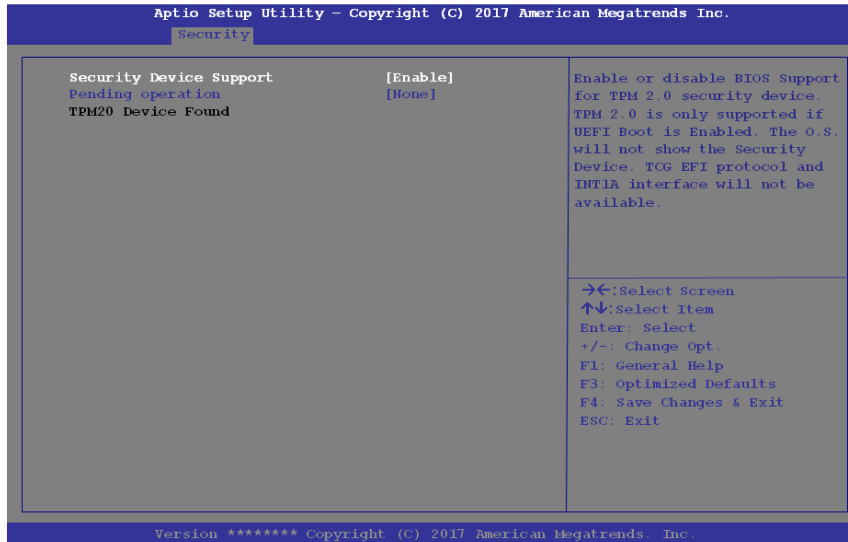 Aptio Setup Utility – Copyright (C) 2017 American Megatrends Inc.
Security
Security Device Support [Enable]
Pending operation [None]
TPM20 Device Found
Enable or disable BIOS Support
for TPM 2.0 security device.
TPM 2.0 is only supported if
UEFI Boot is Enabled. The O.S.
will not show the Security
Device. TCG EFI protocol and
INT1A interface will not be
available.
→←:Select Screen
↑↓:Select Item
Enter: Select
+/-: Change Opt.
F1: General Help
F3: Optimized Defaults
F4: Save Changes & Exit
ESC: Exit
Version ******** Copyright (C) 2017 American Megatrends. Inc.